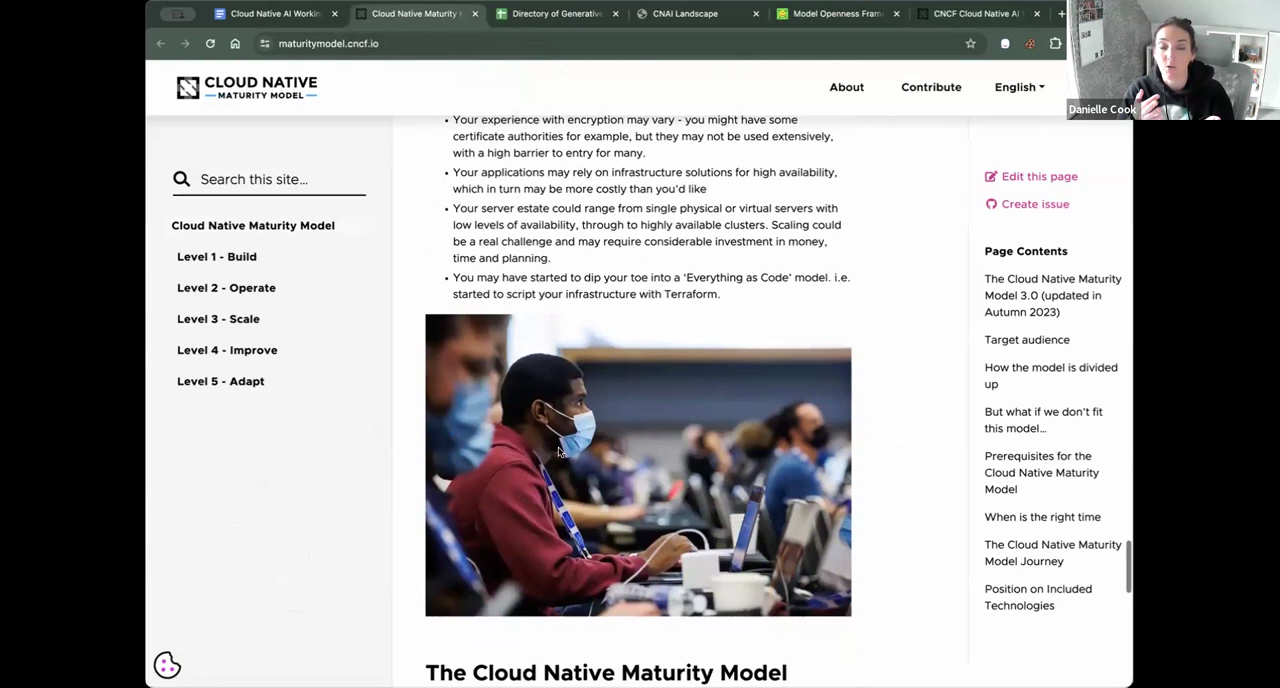 Cloud Native AI Workin
Cloud Native Maturity
Directory of Generative
CNAI Landscape
Model Openness Fram
CNCF Cloud Native AI
maturitymodel.cncf.io
Danielle Cook
CLOUD NATIVE
MATURITY MODEL
About
Contribute
English
Search this site...
Cloud Native Maturity Model
Level 1 - Build
Level 2 - Operate
Level 3 - Scale
Level 4 - Improve
Level 5 - Adapt
• Your experience with encryption may vary - you might have some
certificate authorities for example, but they may not be used extensively,
with a high barrier to entry for many.
• Your applications may rely on infrastructure solutions for high availability,
which in turn may be more costly than you'd like
• Your server estate could range from single physical or virtual servers with
low levels of availability, through to highly available clusters. Scaling could
be a real challenge and may require considerable investment in money,
time and planning.
• You may have started to dip your toe into a 'Everything as Code' model. i.e.
started to script your infrastructure with Terraform.
The Cloud Native Maturity Model
Edit this page
Create issue
Page Contents
The Cloud Native Maturity
Model 3.0 (updated in
Autumn 2023)
Target audience
How the model is divided
up
But what if we don't fit
this model...
Prerequisites for the
Cloud Native Maturity
Model
When is the right time
The Cloud Native Maturity
Model Journey
Position on Included
Technologies